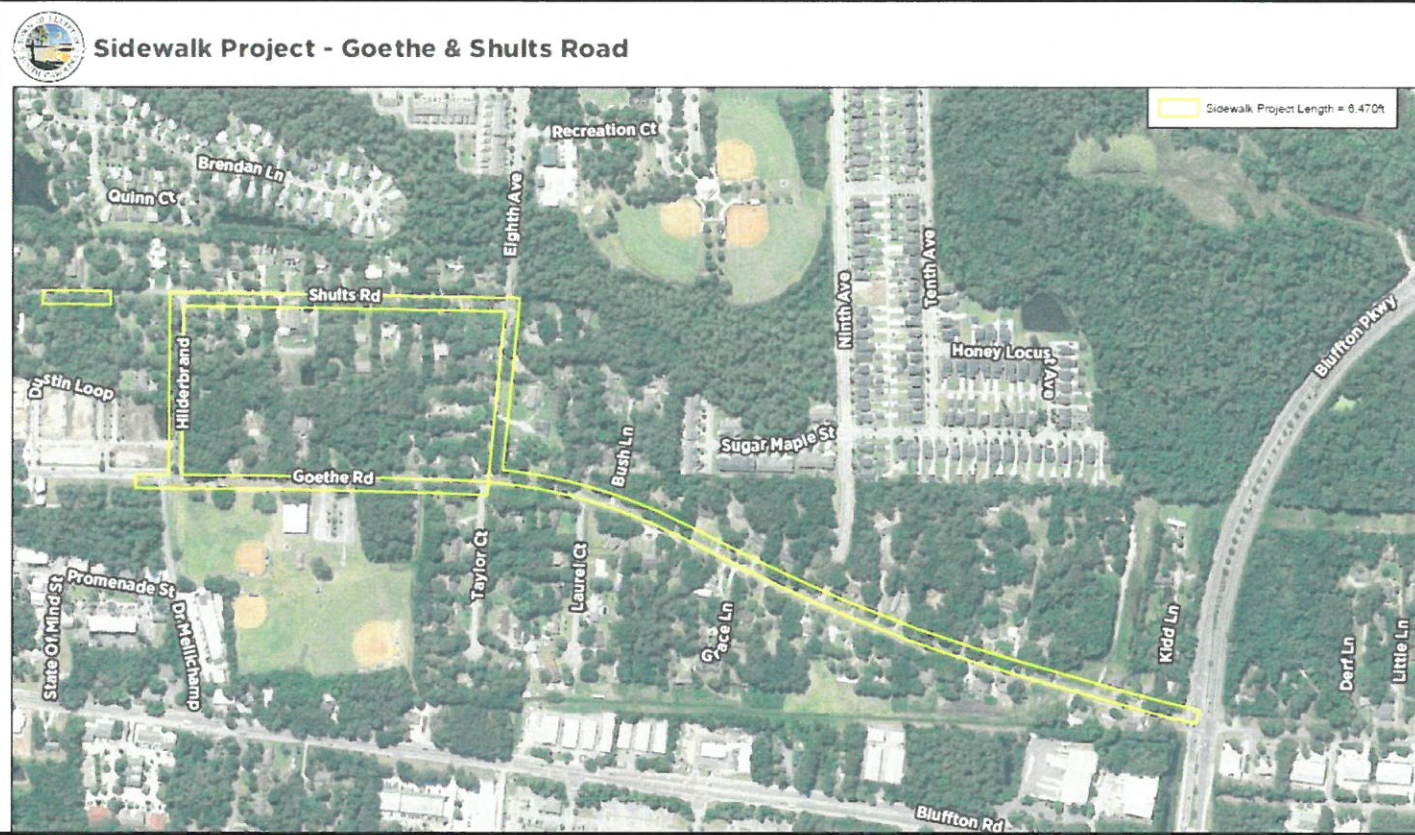 Sidewalk Project - Goethe & Shults Road
Sidewalk Project Length = 6,470ft
Recreation Ct
Brendan Ln
Quinn Ct
Eighth Ave
Shults Rd
Ninth Ave
Tenth Ave
Honey Locust Ave
Bluffton Pkwy
Hilderbrand
Dustin Loop
Goethe Rd
Bush Ln
Sugar Maple St
Taylor Ct
Laurel Ct
Grace Ln
Promenade St
State Of Mind St
Dr Mellichamp
Kidd Ln
Derf Ln
Little Ln
Bluffton Rd